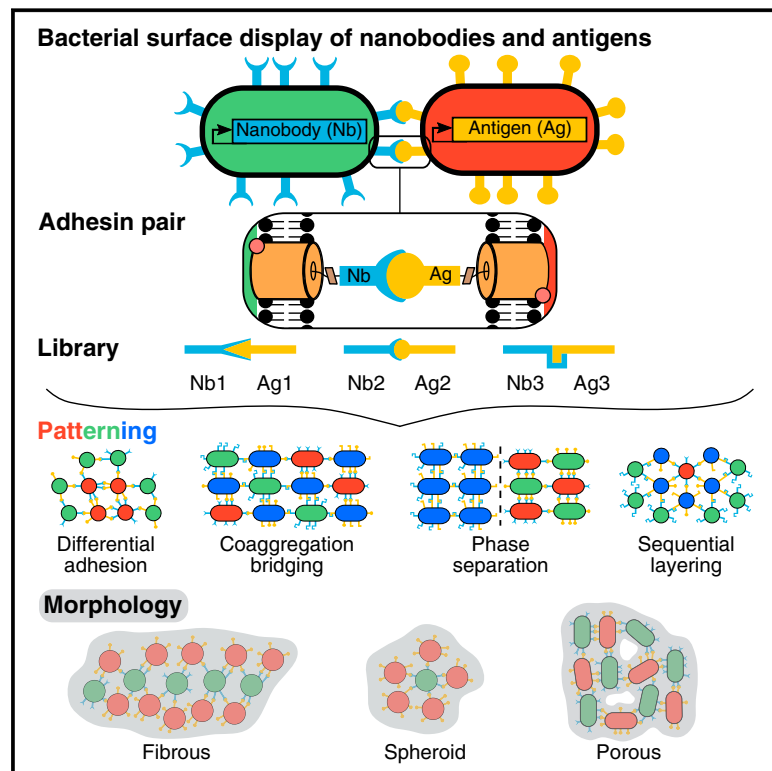 Bacterial surface display of nanobodies and antigens
Nanobody (Nb)
Antigen (Ag)
Adhesin pair
Nb
Ag
Library
Nb1 Ag1
Nb2 Ag2
Nb3 Ag3
Patterning
Differential
adhesion
Coaggregation
bridging
Phase
separation
Sequential
layering
Morphology
Fibrous
Spheroid
Porous